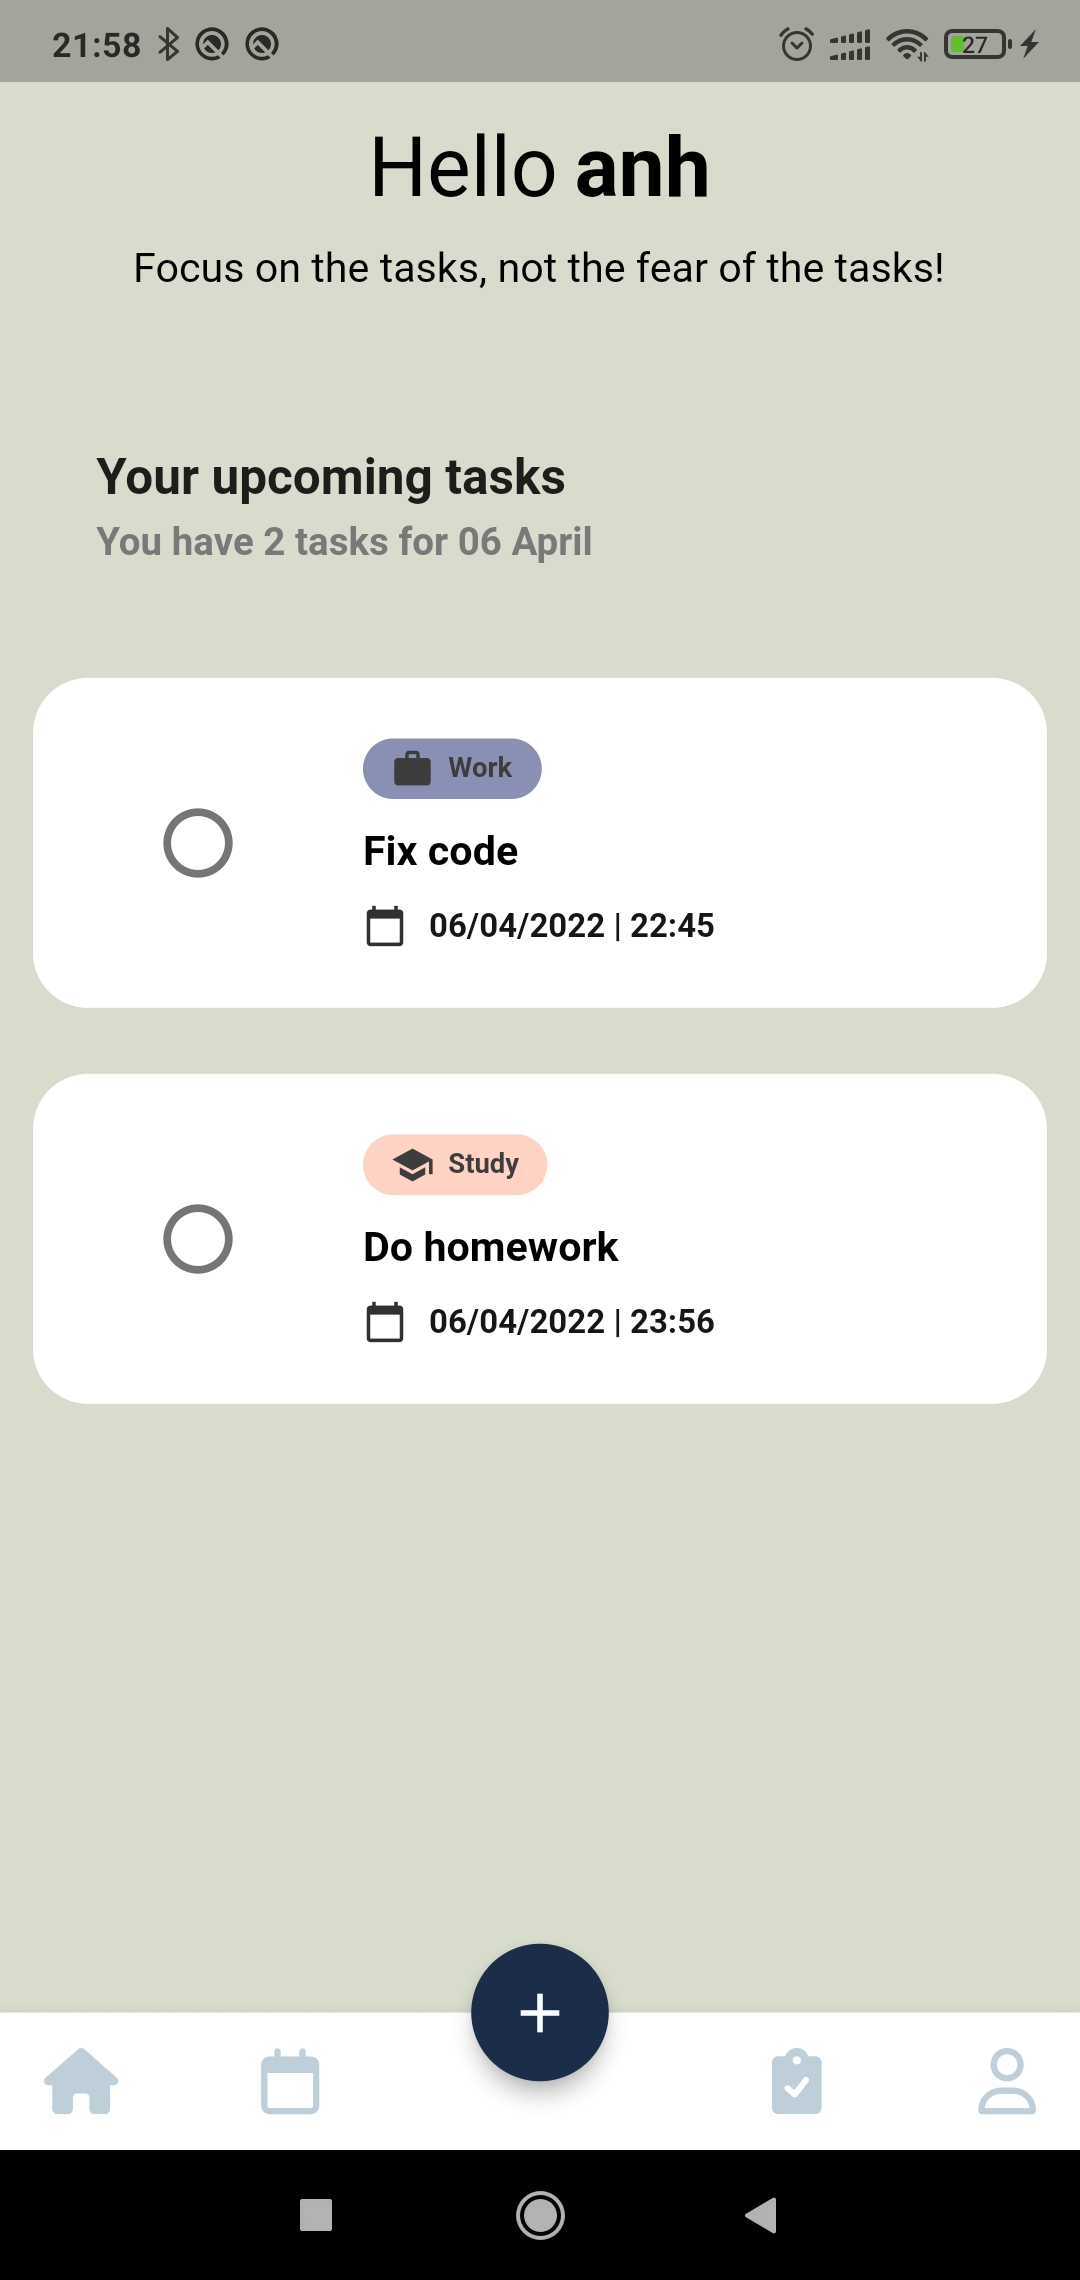 21:58
27
Hello anh
Focus on the tasks, not the fear of the tasks!
Your upcoming tasks
You have 2 tasks for 06 April
Work
Fix code
06/04/2022 | 22:45
Study
Do homework
06/04/2022 | 23:56